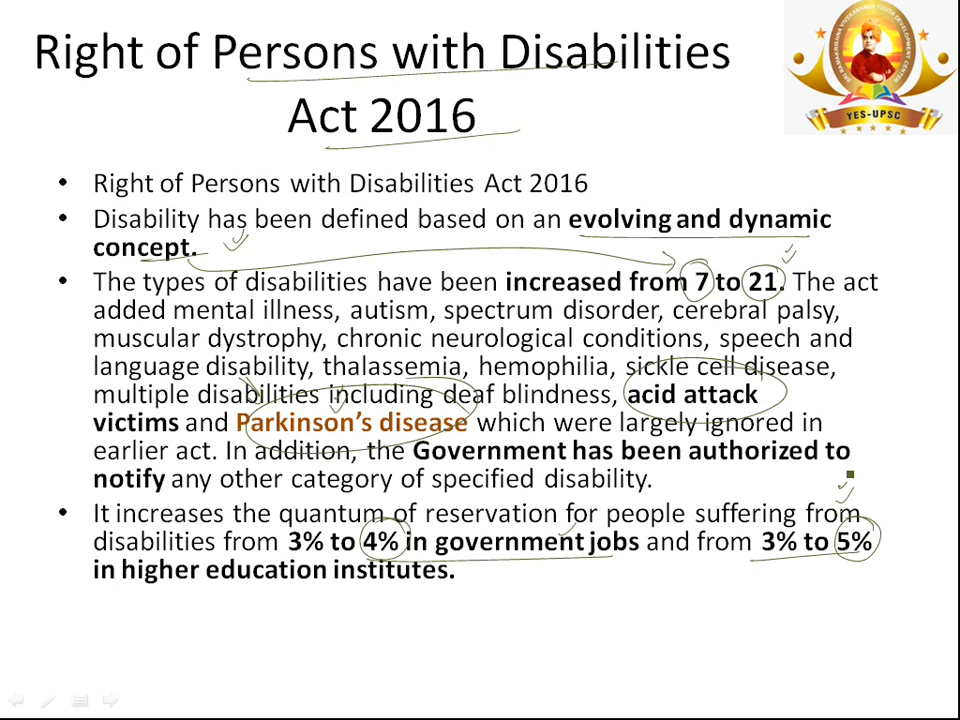 Right of Persons with Disabilities
Act 2016
SRI RAMAKRISHNA VIVEKANANDA YOUTH DEVELOPMENT CENTER
YES-UPSC
• Right of Persons with Disabilities Act 2016
• Disability has been defined based on an evolving and dynamic
concept.
• The types of disabilities have been increased from 7 to 21. The act
added mental illness, autism, spectrum disorder, cerebral palsy,
muscular dystrophy, chronic neurological conditions, speech and
language disability, thalassemia, hemophilia, sickle cell disease,
multiple disabilities including deaf blindness, acid attack
victims and Parkinson’s disease which were largely ignored in
earlier act. In addition, the Government has been authorized to
notify any other category of specified disability.
• It increases the quantum of reservation for people suffering from
disabilities from 3% to 4% in government jobs and from 3% to 5%
in higher education institutes.